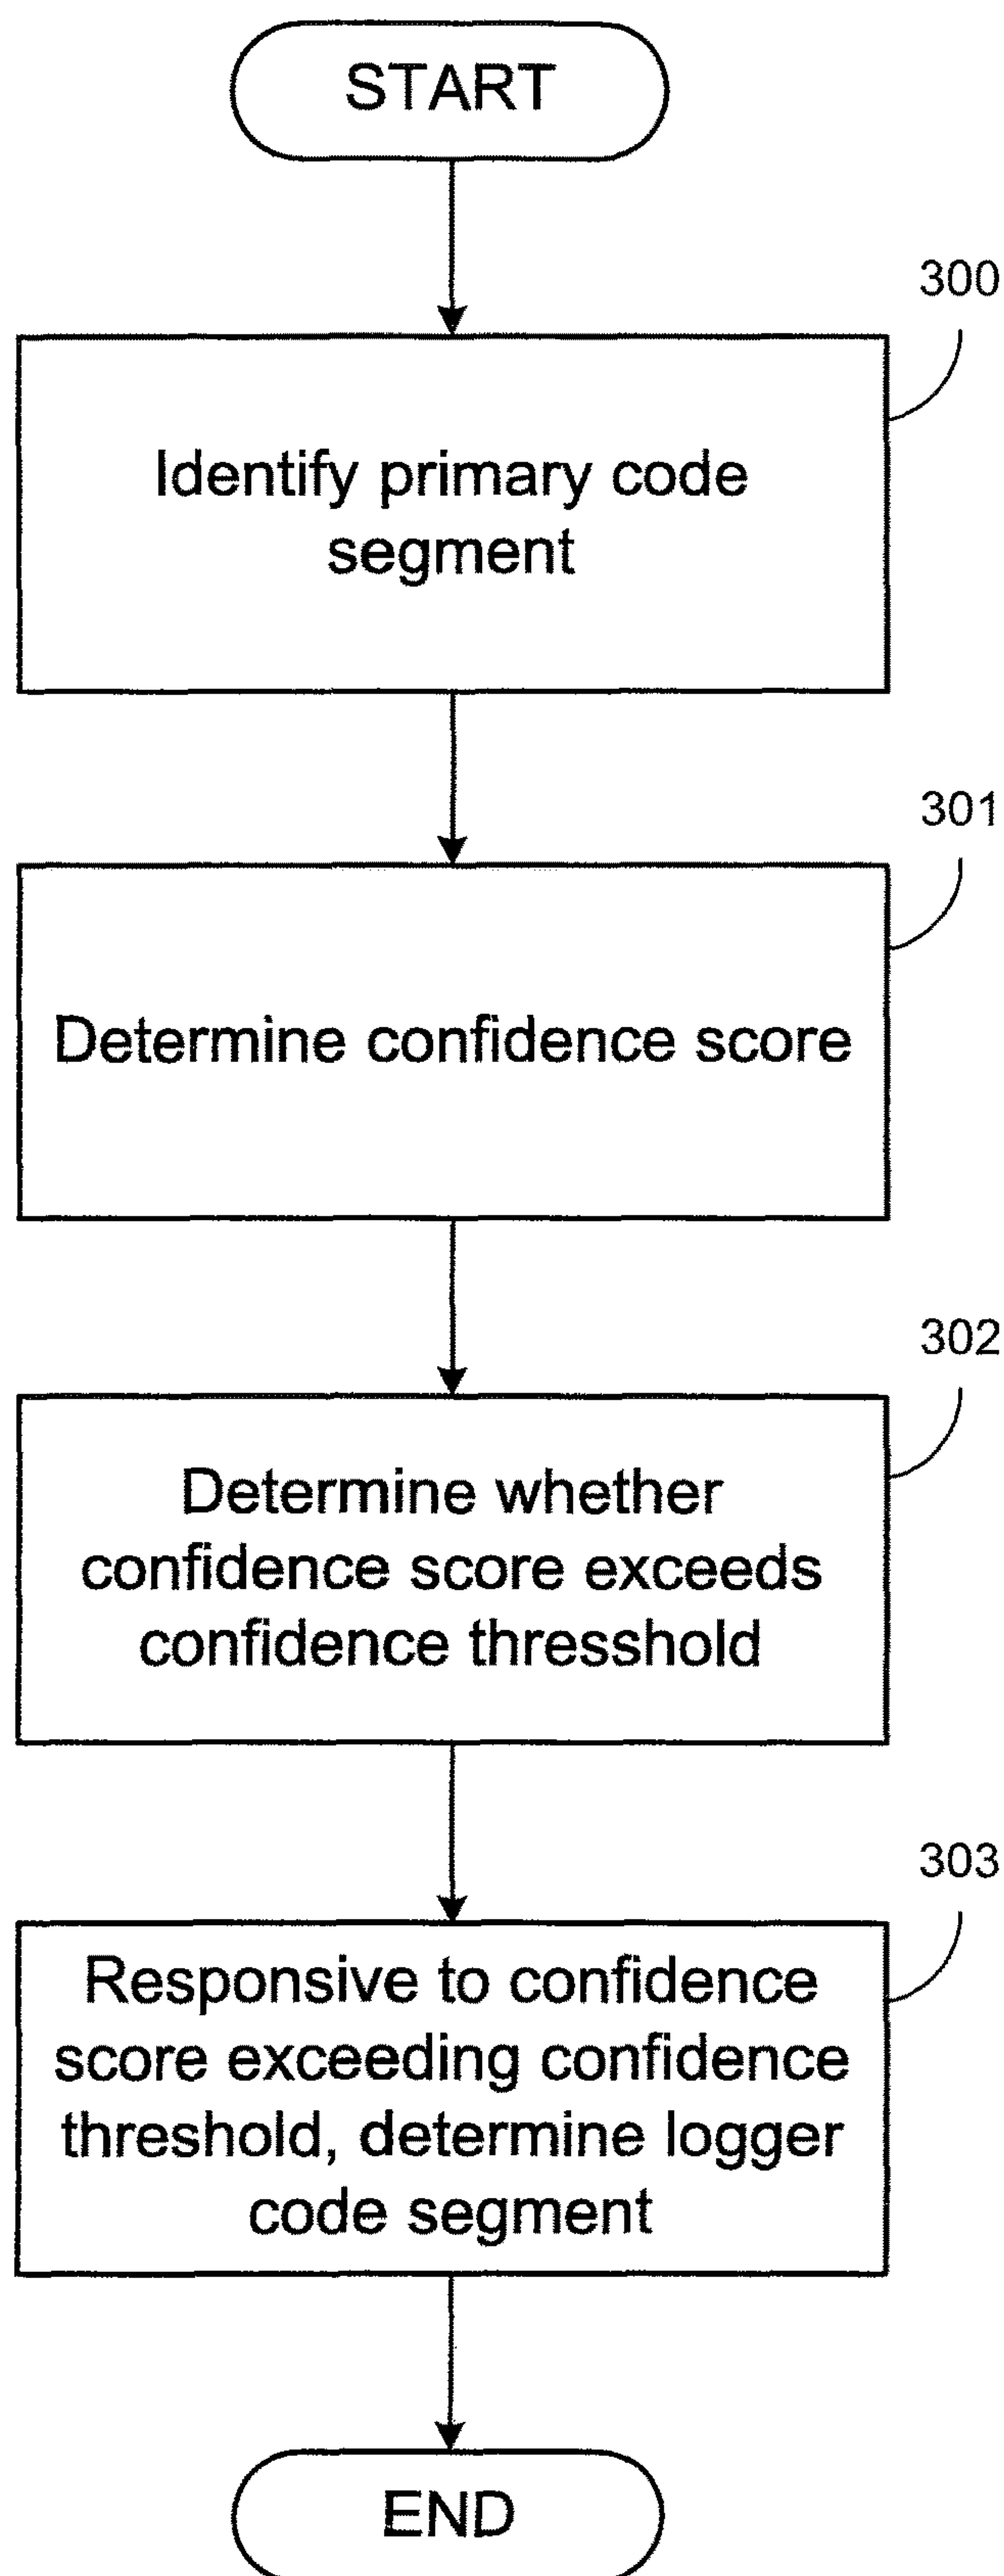 START
300
Identify primary code
segment
301
Determine confidence score
302
Determine whether
confidence score exceeds
confidence thresshold
303
Responsive to confidence
score exceeding confidence
threshold, determine logger
code segment
END